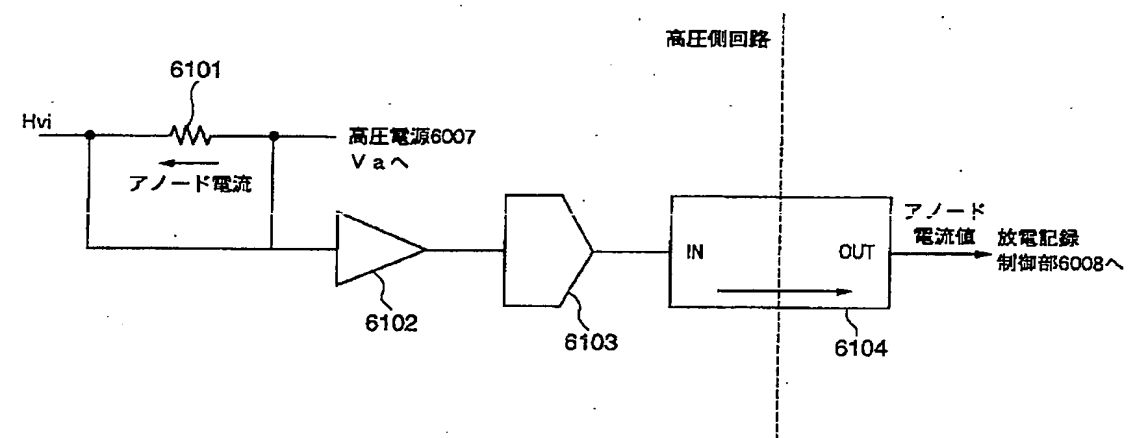 高圧側回路
6101
Hvi
高圧電源6007
Vaへ
アノード電流
アノード
電流値
放電記録
制御部6008へ
IN
OUT
6102
6103
6104